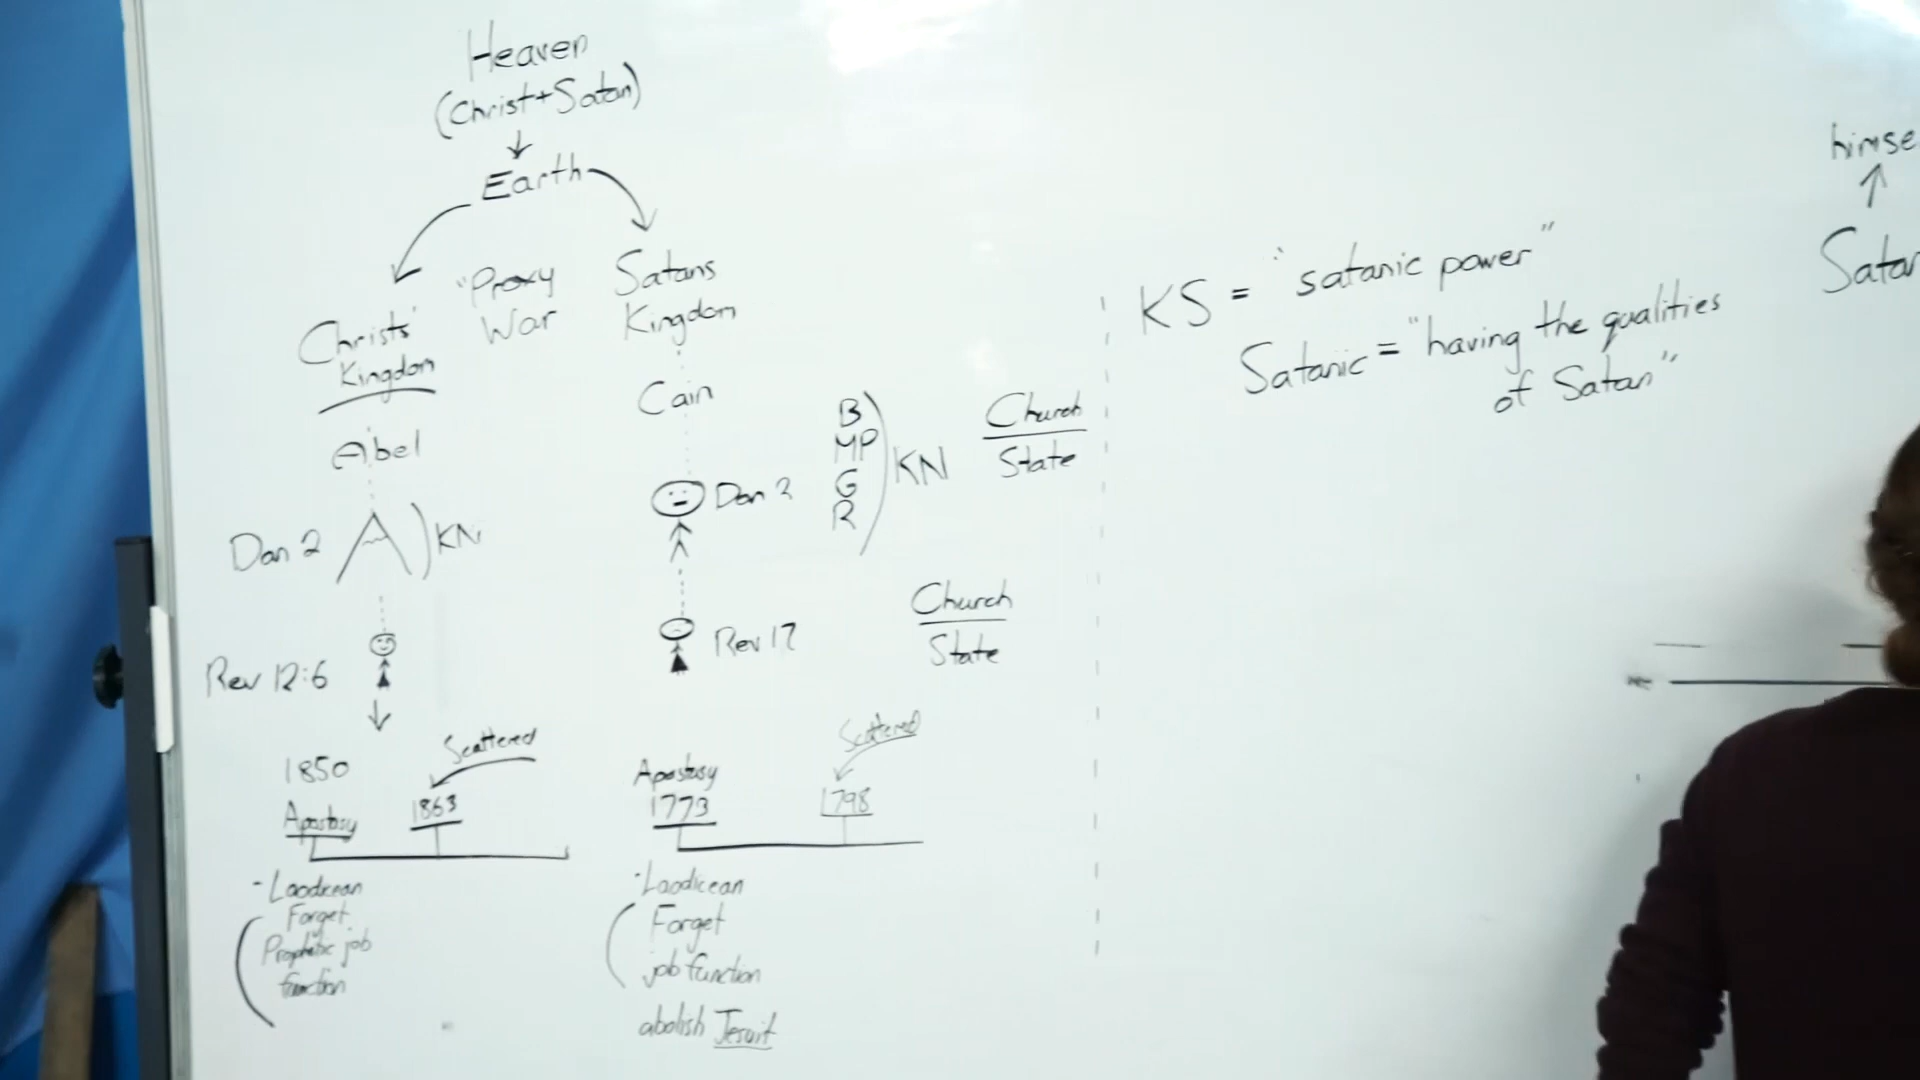 Heaven
(Christ+Satan)
Earth
Christs'
Kingdom
"Proxy
War
Satans
Kingdom
Abel
Cain
Dan 2
KN
Dan 2
B
MP
G
R
KN
Church
State
Rev 12:6
Rev 17
Church
State
1850
Apostasy
1863
Scattered
Apostasy
1773
1798
Scattered
- Laodicean
Forget
Prophetic job
function
· Laodicean
Forget
job function
abolish Jesuit
KS = "satanic power"
Satanic = "having the qualities
of Satan"
himse
Satan